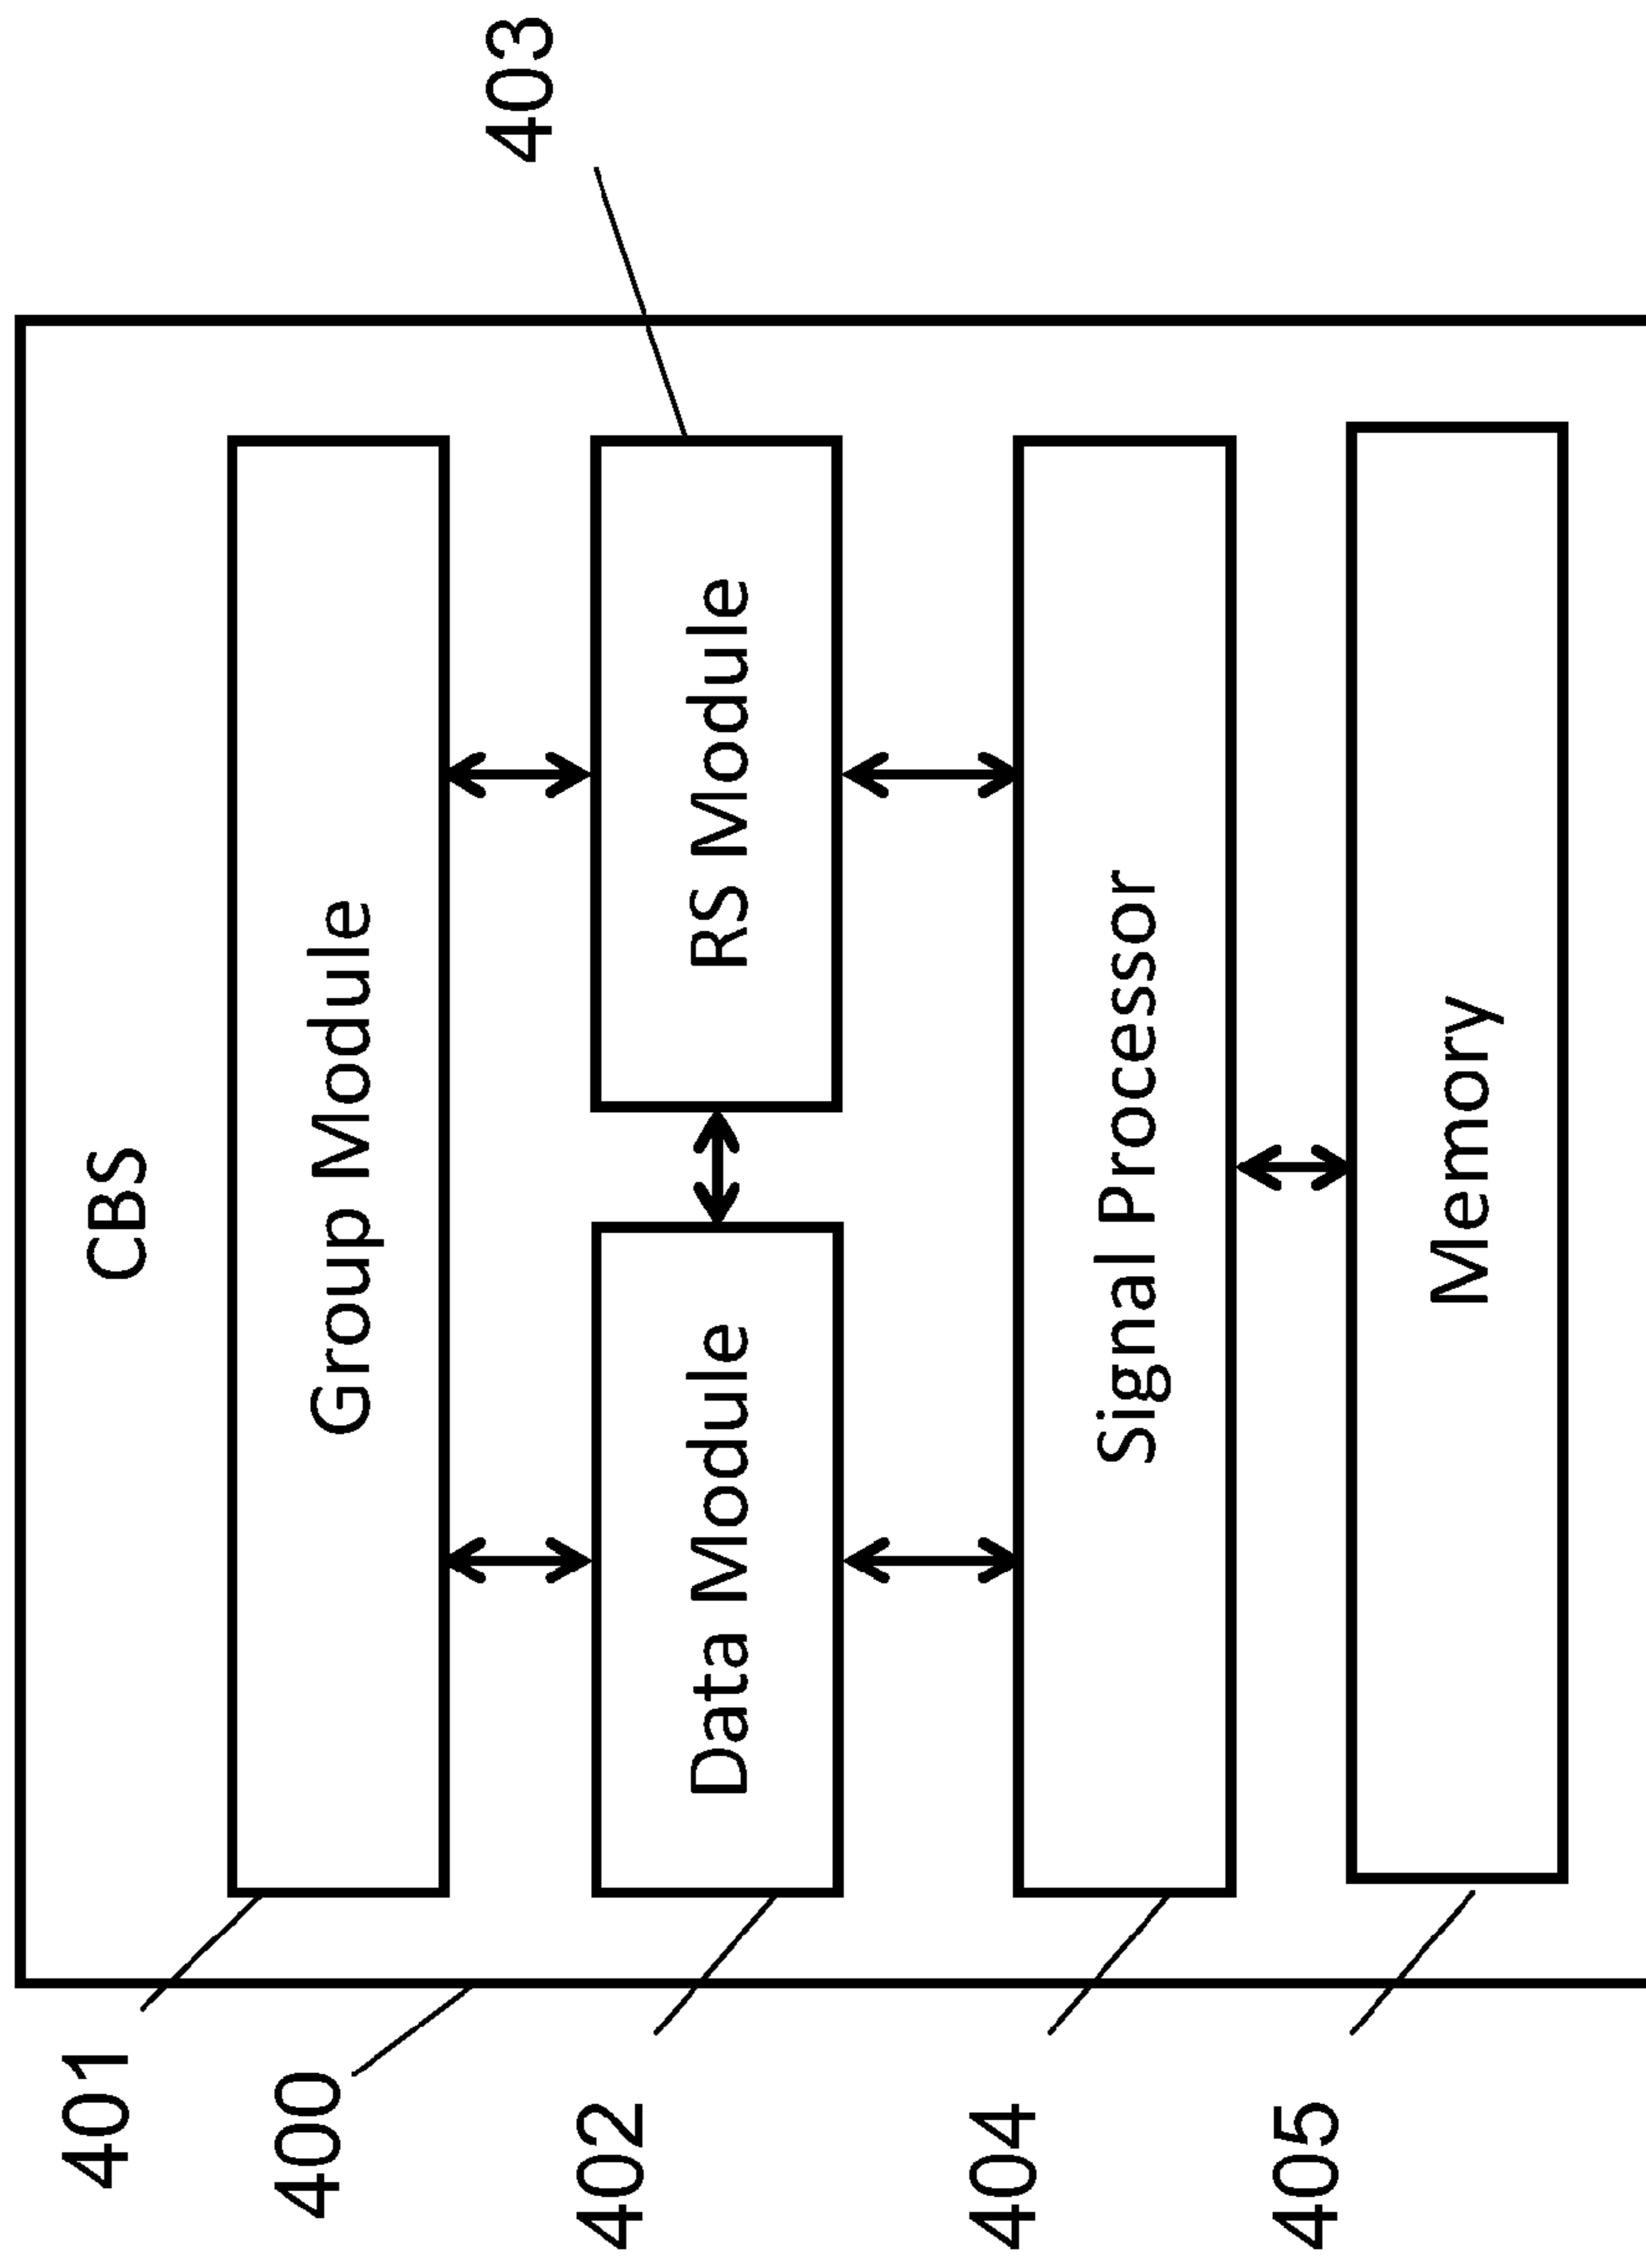 CBS
401
Group Module
400
403
402
Data Module
RS Module
404
Signal Processor
405
Memory